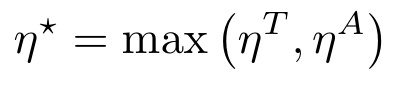 η⋆ = max (ηᵀ, ηᴬ)